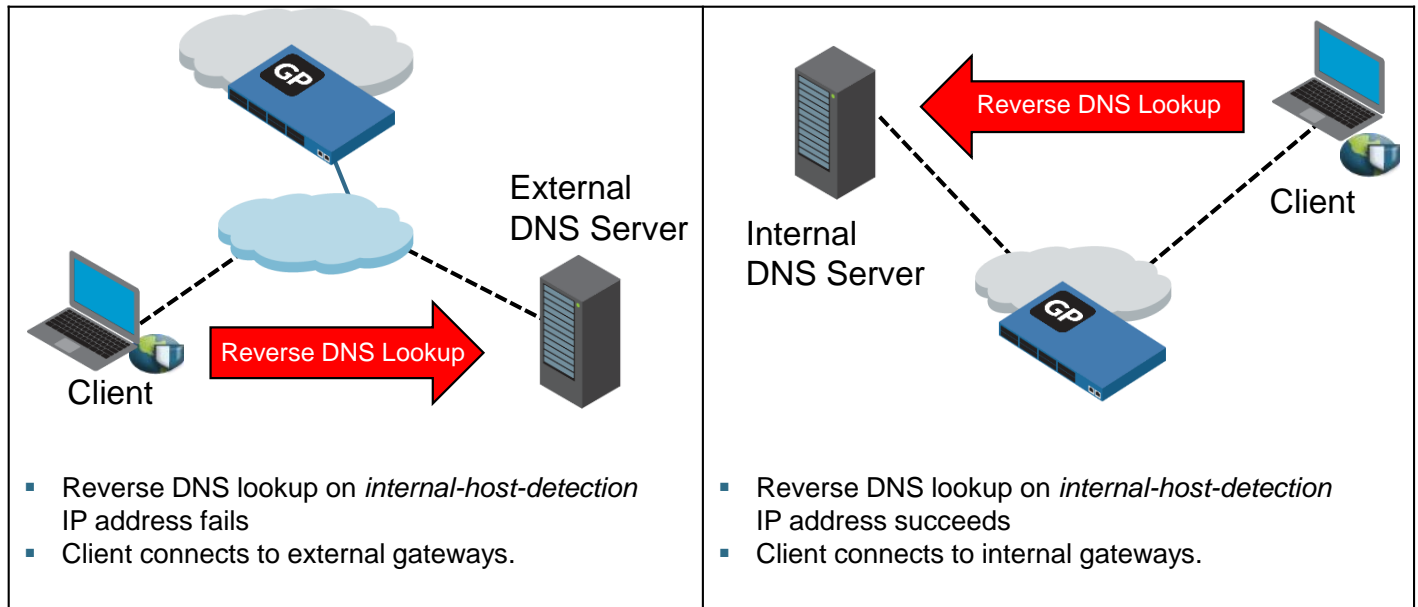 GP
External
DNS Server
Reverse DNS Lookup
Client
▪ Reverse DNS lookup on internal-host-detection
IP address fails
▪ Client connects to external gateways.
Reverse DNS Lookup
Client
Internal
DNS Server
GP
▪ Reverse DNS lookup on internal-host-detection
IP address succeeds
▪ Client connects to internal gateways.